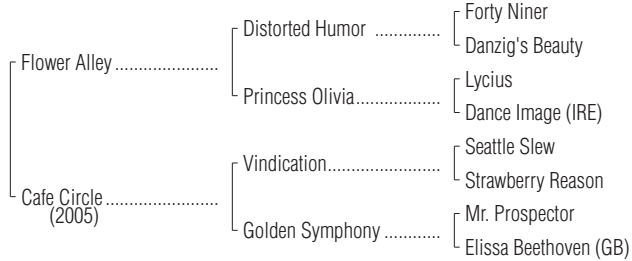 Forty Niner
Distorted Humor ..................
Danzig's Beauty
Flower Alley .......................
Lycius
Princess Olivia...................
Dance Image (IRE)
Seattle Slew
Vindication.........................
Strawberry Reason
Cafe Circle .........................
(2005)
Mr. Prospector
Golden Symphony .............
Elissa Beethoven (GB)